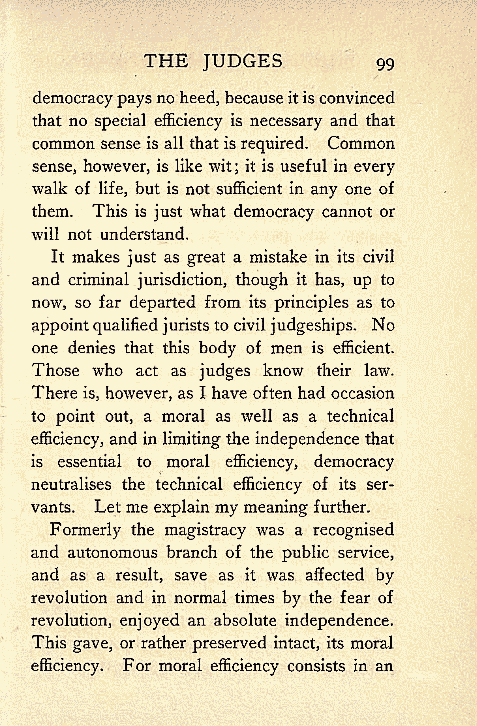 THE JUDGES 99
democracy pays no heed, because it is convinced
that no special efficiency is necessary and that
common sense is all that is required. Common
sense, however, is like wit; it is useful in every
walk of life, but is not sufficient in any one of
them. This is just what democracy cannot or
will not understand.
It makes just as great a mistake in its civil
and criminal jurisdiction, though it has, up to
now, so far departed from its principles as to
appoint qualified jurists to civil judgeships. No
one denies that this body of men is efficient.
Those who act as judges know their law.
There is, however, as I have often had occasion
to point out, a moral as well as a technical
efficiency, and in limiting the independence that
is essential to moral efficiency, democracy
neutralises the technical efficiency of its ser-
vants. Let me explain my meaning further.
Formerly the magistracy was a recognised
and autonomous branch of the public service,
and as a result, save as it was affected by
revolution and in normal times by the fear of
revolution, enjoyed an absolute independence.
This gave, or rather preserved intact, its moral
efficiency. For moral efficiency consists in an